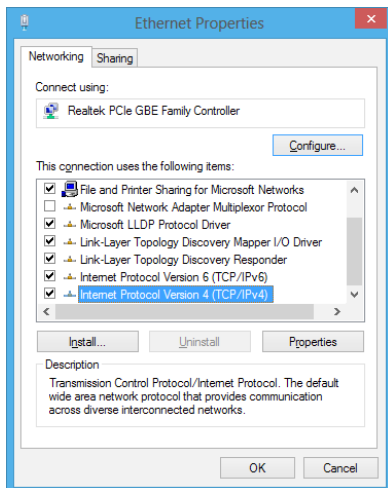 Ethernet Properties
Networking
Sharing
Connect using:
Realtek PCIe GBE Family Controller
Configure...
This connection uses the following items:
File and Printer Sharing for Microsoft Networks
Microsoft Network Adapter Multiplexor Protocol
Microsoft LLDP Protocol Driver
Link-Layer Topology Discovery Mapper I/O Driver
Link-Layer Topology Discovery Responder
Internet Protocol Version 6 (TCP/IPv6)
Internet Protocol Version 4 (TCP/IPv4)
Install...
Uninstall
Properties
Description
Transmission Control Protocol/Internet Protocol. The default
wide area network protocol that provides communication
across diverse interconnected networks.
OK
Cancel